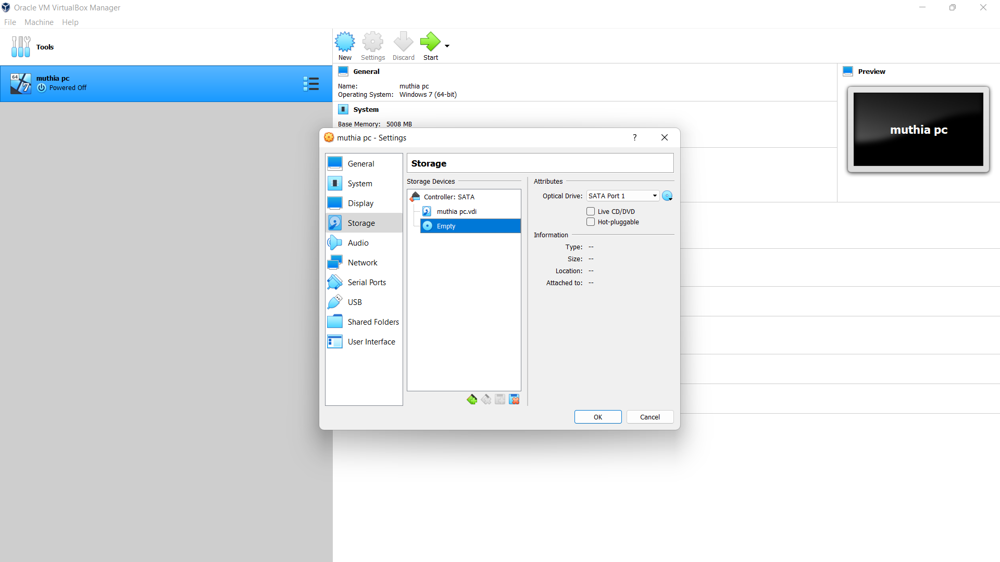 Oracle VM VirtualBox Manager
File Machine Help
Tools
64 7
muthia pc
Powered Off
New Settings Discard Start
General
Name: muthia pc
Operating System: Windows 7 (64-bit)
System
Base Memory: 5008 MB
Preview
muthia pc
muthia pc - Settings
?
General
System
Display
Storage
Audio
Network
Serial Ports
USB
Shared Folders
User Interface
Storage
Storage Devices
Controller: SATA
muthia pc.vdi
Empty
Attributes
Optical Drive: SATA Port 1
Live CD/DVD
Hot-pluggable
Information
Type: --
Size: --
Location: --
Attached to: --
OK Cancel